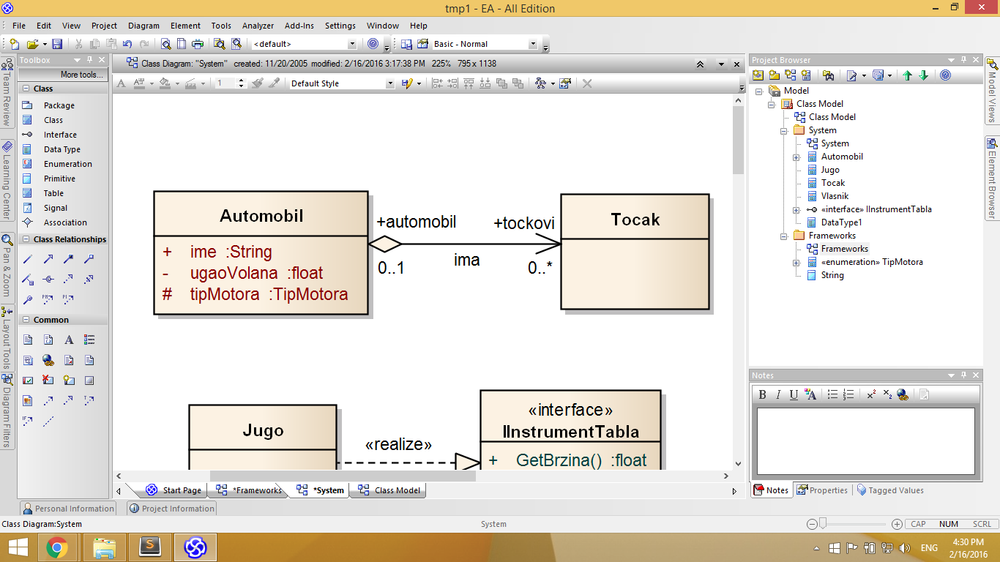 tmp1 - EA - All Edition
File Edit View Project Diagram Element Tools Analyzer Add-Ins Settings Window Help
<default> Basic - Normal
Toolbox
More tools...
Class
Package
Class
Interface
Data Type
Enumeration
Primitive
Table
Signal
Association
Class Relationships
Common
Team Review
Learning Center
Pan & Zoom
Layout Tools
Diagram Filters
Class Diagram: "System" created: 11/20/2005 modified: 2/16/2016 3:17:38 PM 225% 795 x 1138
1 Default Style
Automobil
+ ime :String
- ugaoVolana :float
# tipMotora :TipMotora
+automobil
0..1
ima
+tockovi
0..*
Tocak
Jugo
«realize»
«interface»
IInstrumentTabla
+ GetBrzina() :float
Start Page *Frameworks *System Class Model
Project Browser
Model
Class Model
Class Model
System
System
Automobil
Jugo
Tocak
Vlasnik
«interface» IInstrumentTabla
DataType1
Frameworks
Frameworks
«enumeration» TipMotora
String
Model Views
Element Browser
Notes
B I U A x² x₂
Notes Properties Tagged Values
Personal Information Project Information
Class Diagram:System System CAP NUM SCRL
ENG
4:30 PM
2/16/2016